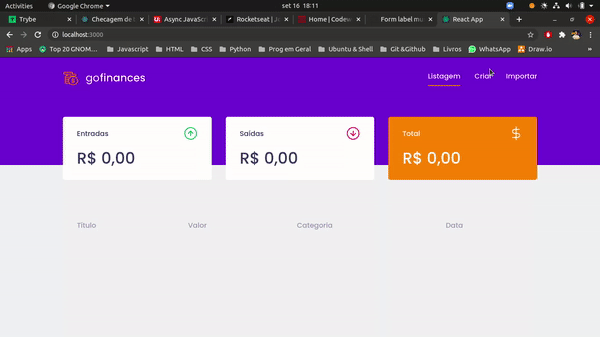 Activities Google Chrome set 16 18:11
Trybe Checagem de Async JavaScri Rocketseat | Jo Home | Codew Form label ma React App
localhost:3000
Apps Top 20 GNOM… Javascript HTML CSS Python Prog em Geral Ubuntu & Shell Git &Github Livros WhatsApp Draw.io
gofinances Listagem Criar Importar
Entradas Saídas Total
R$ 0,00 R$ 0,00 R$ 0,00
Título Valor Categoria Data